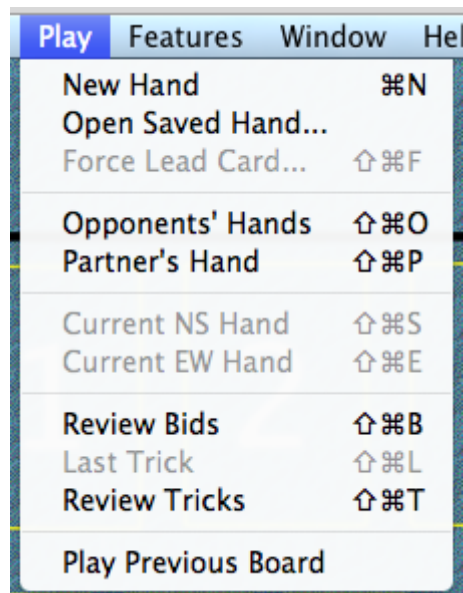 Play Features Window Hel
New Hand ⌘N
Open Saved Hand...
Force Lead Card... ⇧⌘F
Opponents' Hands ⇧⌘O
Partner's Hand ⇧⌘P
Current NS Hand ⇧⌘S
Current EW Hand ⇧⌘E
Review Bids ⇧⌘B
Last Trick ⇧⌘L
Review Tricks ⇧⌘T
Play Previous Board